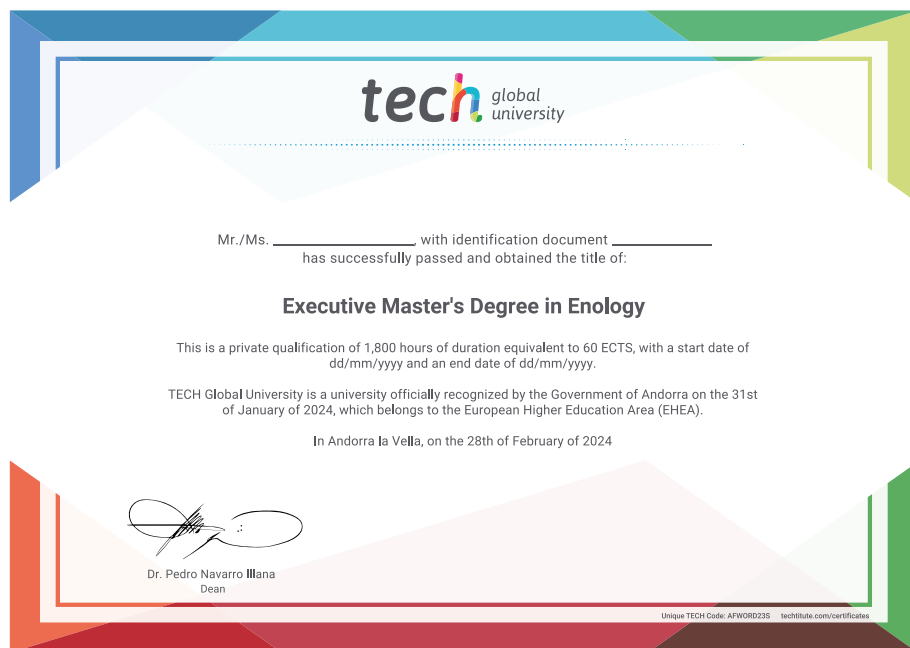 tech global university
Mr./Ms. __________________, with identification document _____________
has successfully passed and obtained the title of:
Executive Master's Degree in Enology
This is a private qualification of 1,800 hours of duration equivalent to 60 ECTS, with a start date of
dd/mm/yyyy and an end date of dd/mm/yyyy.
TECH Global University is a university officially recognized by the Government of Andorra on the 31st
of January of 2024, which belongs to the European Higher Education Area (EHEA).
In Andorra la Vella, on the 28th of February of 2024
Dr. Pedro Navarro Illana
Dean
Unique TECH Code: AFWORD23S techtitute.com/certificates